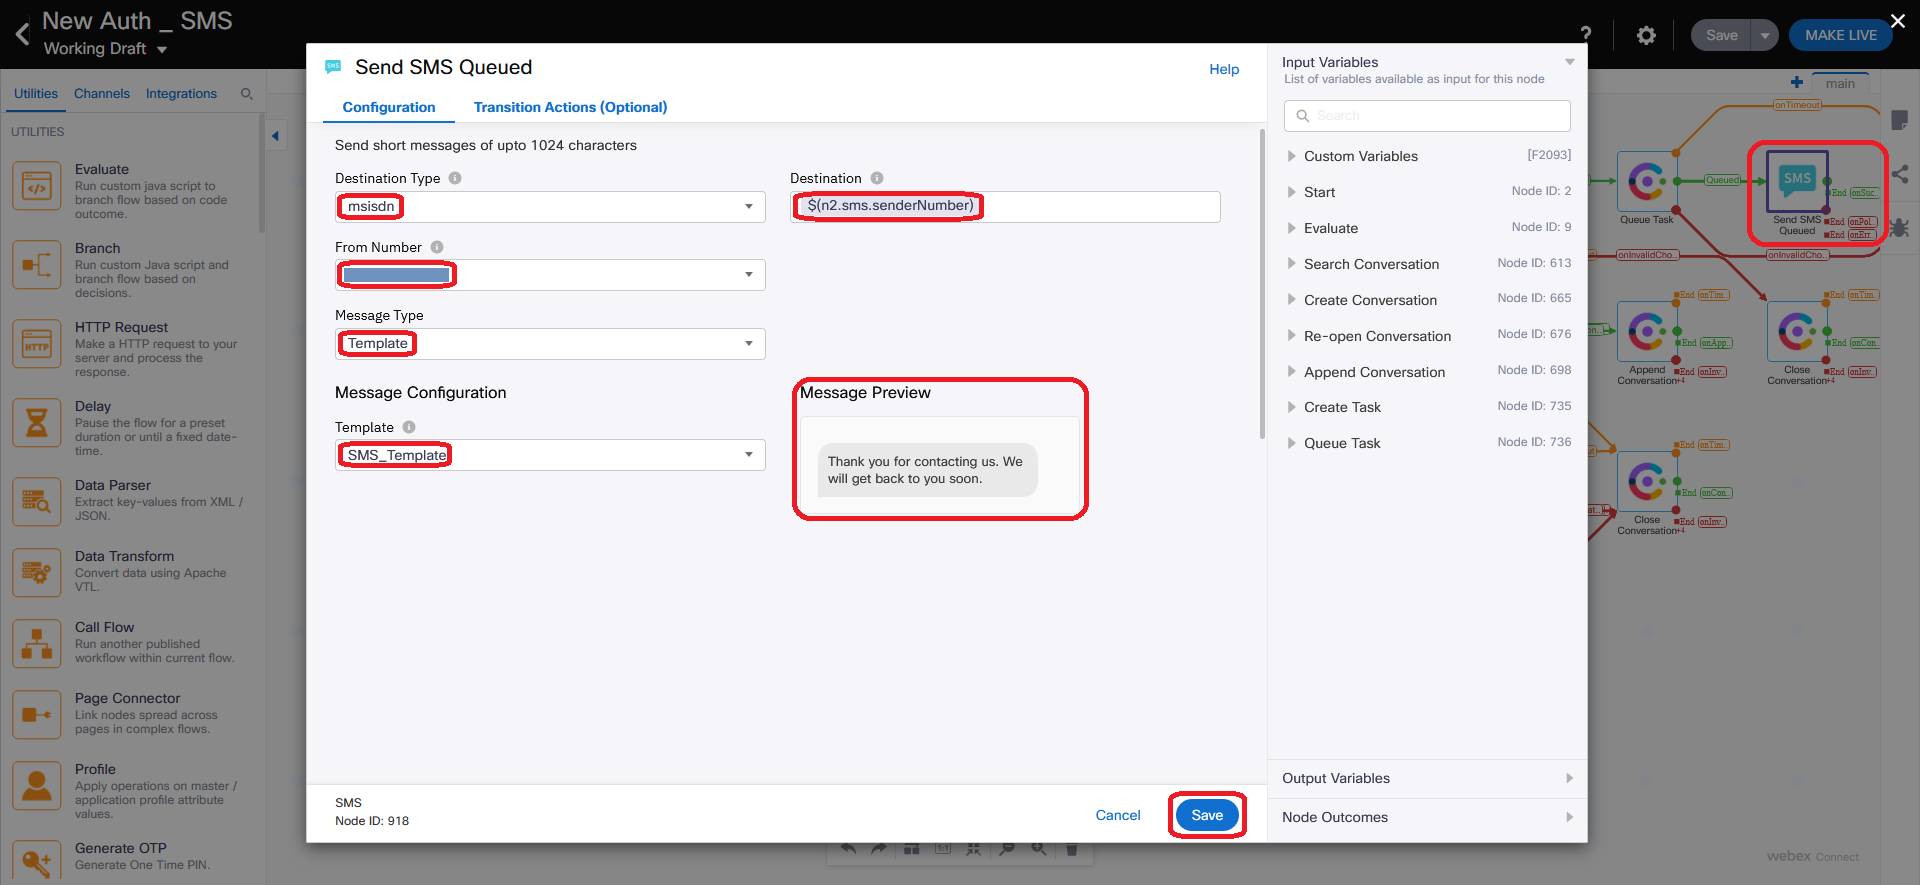 New Auth _ SMS
Working Draft
?
Save
MAKE LIVE
Utilities
Channels
Integrations
UTILITIES
Evaluate
Run custom java script to
branch flow based on code
outcome.
Branch
Run custom Java script and
branch flow based on
decisions.
HTTP
HTTP Request
Make a HTTP request to your
server and process the
response.
Delay
Pause the flow for a preset
duration or until a fixed date-
time.
Data Parser
Extract key-values from XML /
JSON.
Data Transform
Convert data using Apache
VTL.
Call Flow
Run another published
workflow within current flow.
Page Connector
Link nodes spread across
pages in complex flows.
Profile
Apply operations on master /
application profile attribute
values.
Generate OTP
Generate One Time PIN.
SMS
Send SMS Queued
Help
Configuration
Transition Actions (Optional)
Send short messages of upto 1024 characters
Destination Type
msisdn
Destination
$(n2.sms.senderNumber)
From Number
Message Type
Template
Message Configuration
Template
SMS_Template
Message Preview
Thank you for contacting us. We
will get back to you soon.
SMS
Node ID: 918
Cancel
Save
Input Variables
List of variables available as input for this node
Search
Custom Variables [F2093]
Start Node ID: 2
Evaluate Node ID: 9
Search Conversation Node ID: 613
Create Conversation Node ID: 665
Re-open Conversation Node ID: 676
Append Conversation Node ID: 698
Create Task Node ID: 735
Queue Task Node ID: 736
Output Variables
Node Outcomes
main
onTimeout
Queue Task
Queued
SMS
Send SMS
Queued
End onSuc..
End onPol..
End onErr..
onInvalidCho..
onInvalidCho..
End onTim..
End onApp..
End onInv..
Append
Conversation+4
End onTim..
End onCon..
End onInv..
Close
Conversation+4
End onTim..
End onCon..
End onInv..
Close
Conversation+4
1:1
webex Connect